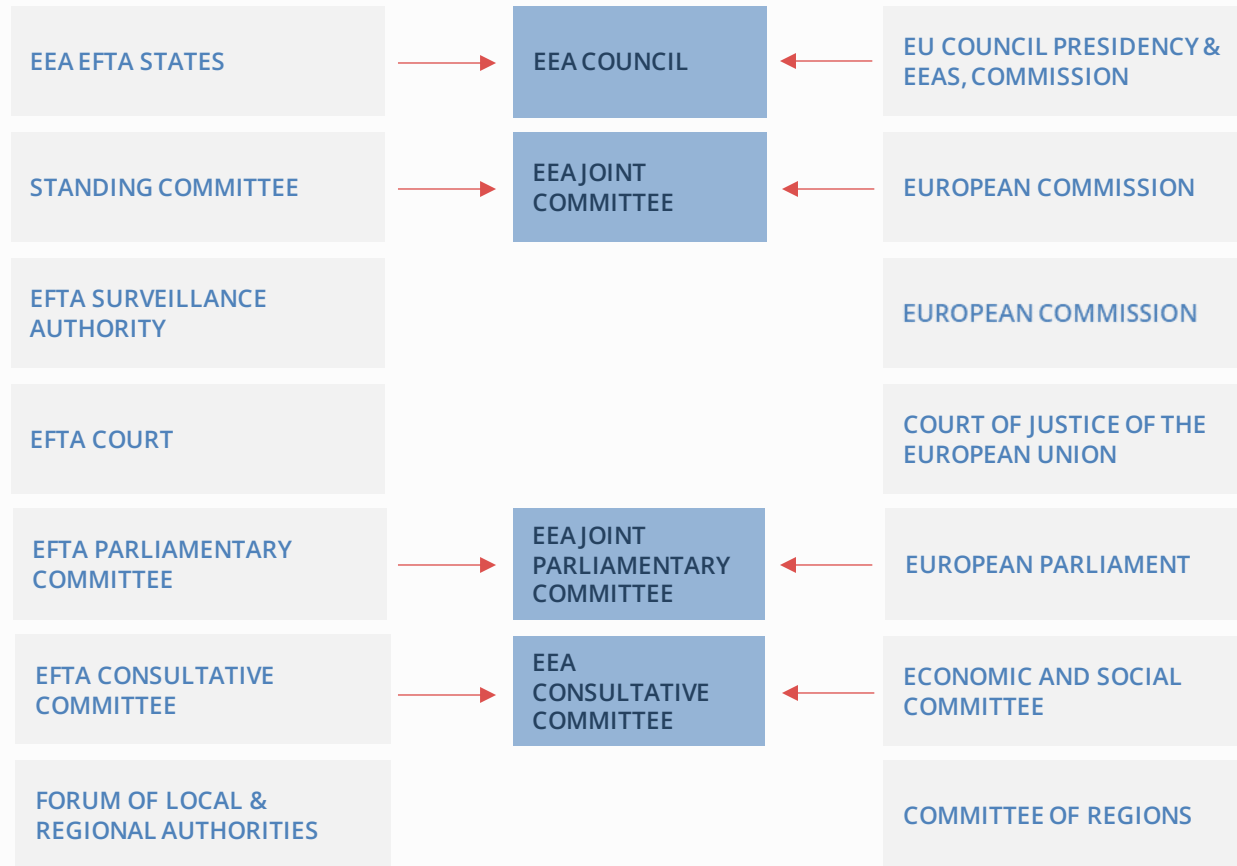 EEA EFTA STATES
EEA COUNCIL
EU COUNCIL PRESIDENCY &
EEAS, COMMISSION
STANDING COMMITTEE
EEA JOINT
COMMITTEE
EUROPEAN COMMISSION
EFTA SURVEILLANCE
AUTHORITY
EUROPEAN COMMISSION
EFTA COURT
COURT OF JUSTICE OF THE
EUROPEAN UNION
EFTA PARLIAMENTARY
COMMITTEE
EEA JOINT
PARLIAMENTARY
COMMITTEE
EUROPEAN PARLIAMENT
EFTA CONSULTATIVE
COMMITTEE
EEA
CONSULTATIVE
COMMITTEE
ECONOMIC AND SOCIAL
COMMITTEE
FORUM OF LOCAL &
REGIONAL AUTHORITIES
COMMITTEE OF REGIONS